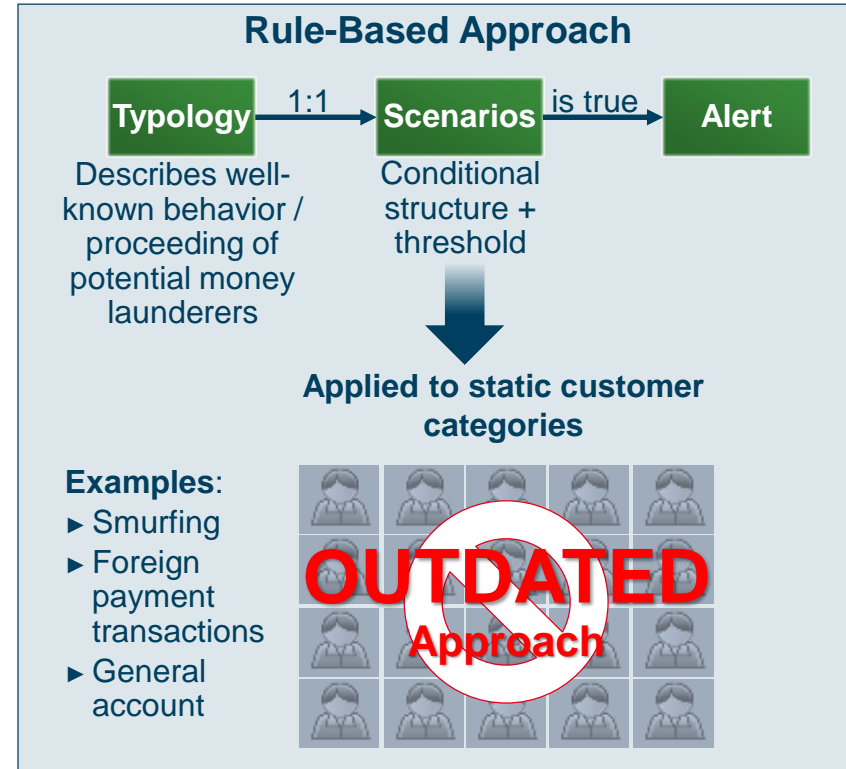 Rule-Based Approach
Typology
1:1
Scenarios
is true
Alert
Describes well-
known behavior /
proceeding of
potential money
launderers
Conditional
structure +
threshold
Applied to static customer
categories
Examples:
► Smurfing
► Foreign
payment
transactions
► General
account
OUTDATED
Approach